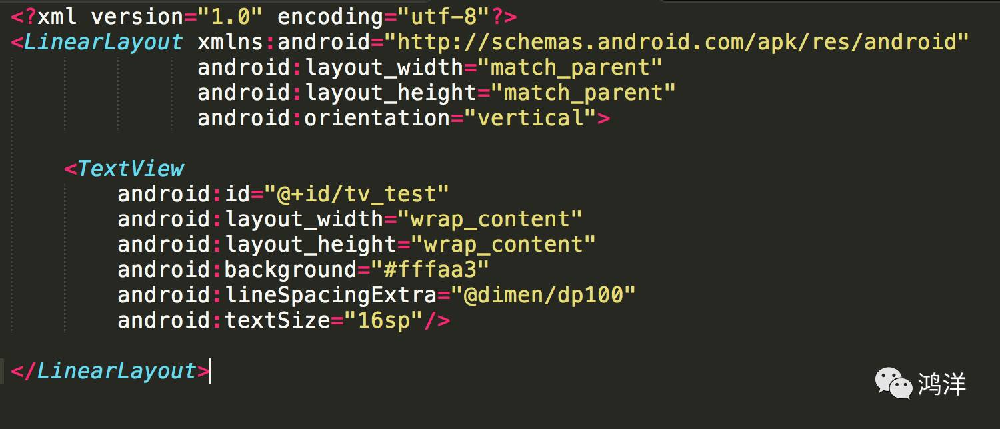 <?xml version="1.0" encoding="utf-8"?>
<LinearLayout xmlns:android="http://schemas.android.com/apk/res/android"
android:layout_width="match_parent"
android:layout_height="match_parent"
android:orientation="vertical">
<TextView
android:id="@+id/tv_test"
android:layout_width="wrap_content"
android:layout_height="wrap_content"
android:background="#fffaa3"
android:lineSpacingExtra="@dimen/dp100"
android:textSize="16sp"/>
</LinearLayout>
鸿洋